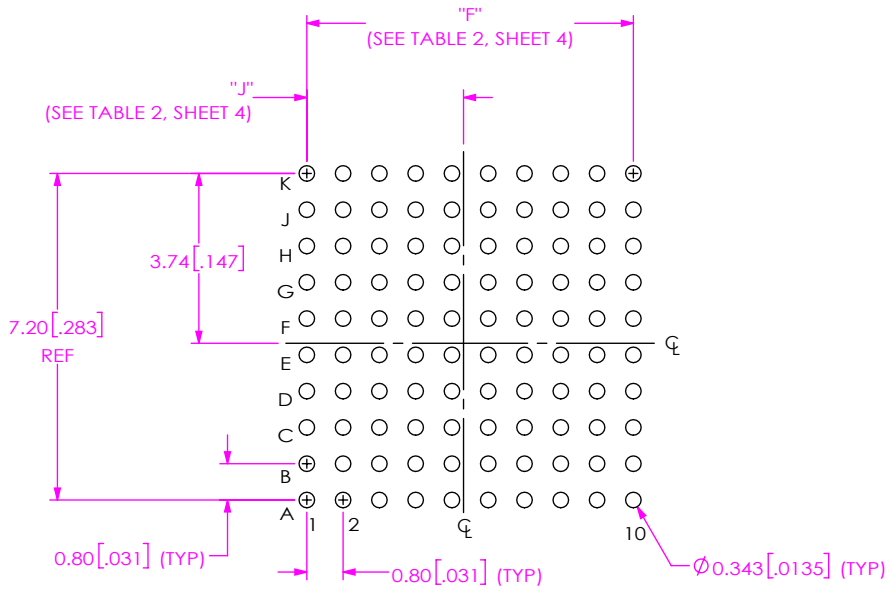 "F"
(SEE TABLE 2, SHEET 4)
"J"
(SEE TABLE 2, SHEET 4)
K
J
H
3.74[.147]
G
7.20[.283]
REF
F
E
℄
D
C
B
A
1
2
℄
10
0.80[.031] (TYP)
0.80[.031] (TYP)
Ø0.343[.0135] (TYP)